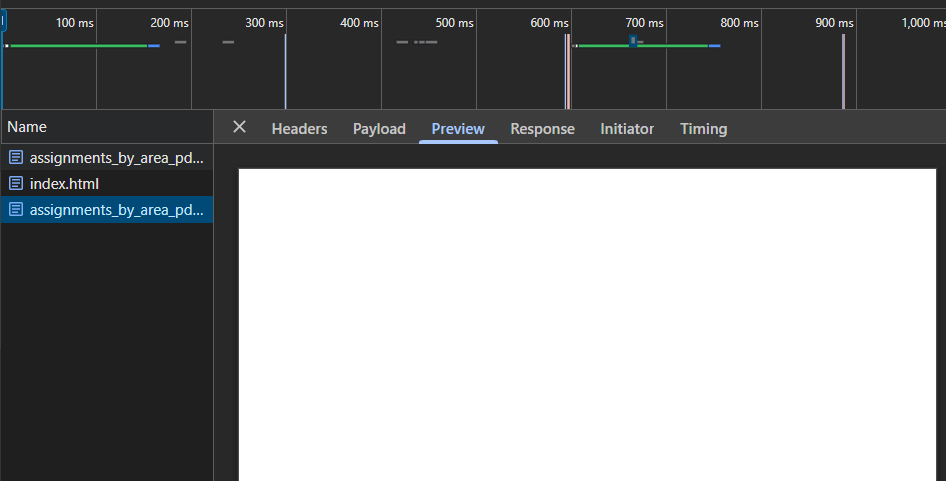 100 ms 200 ms 300 ms 400 ms 500 ms 600 ms 700 ms 800 ms 900 ms 1,000 ms
Name Headers Payload Preview Response Initiator Timing
assignments_by_area_pd...
index.html
assignments_by_area_pd...